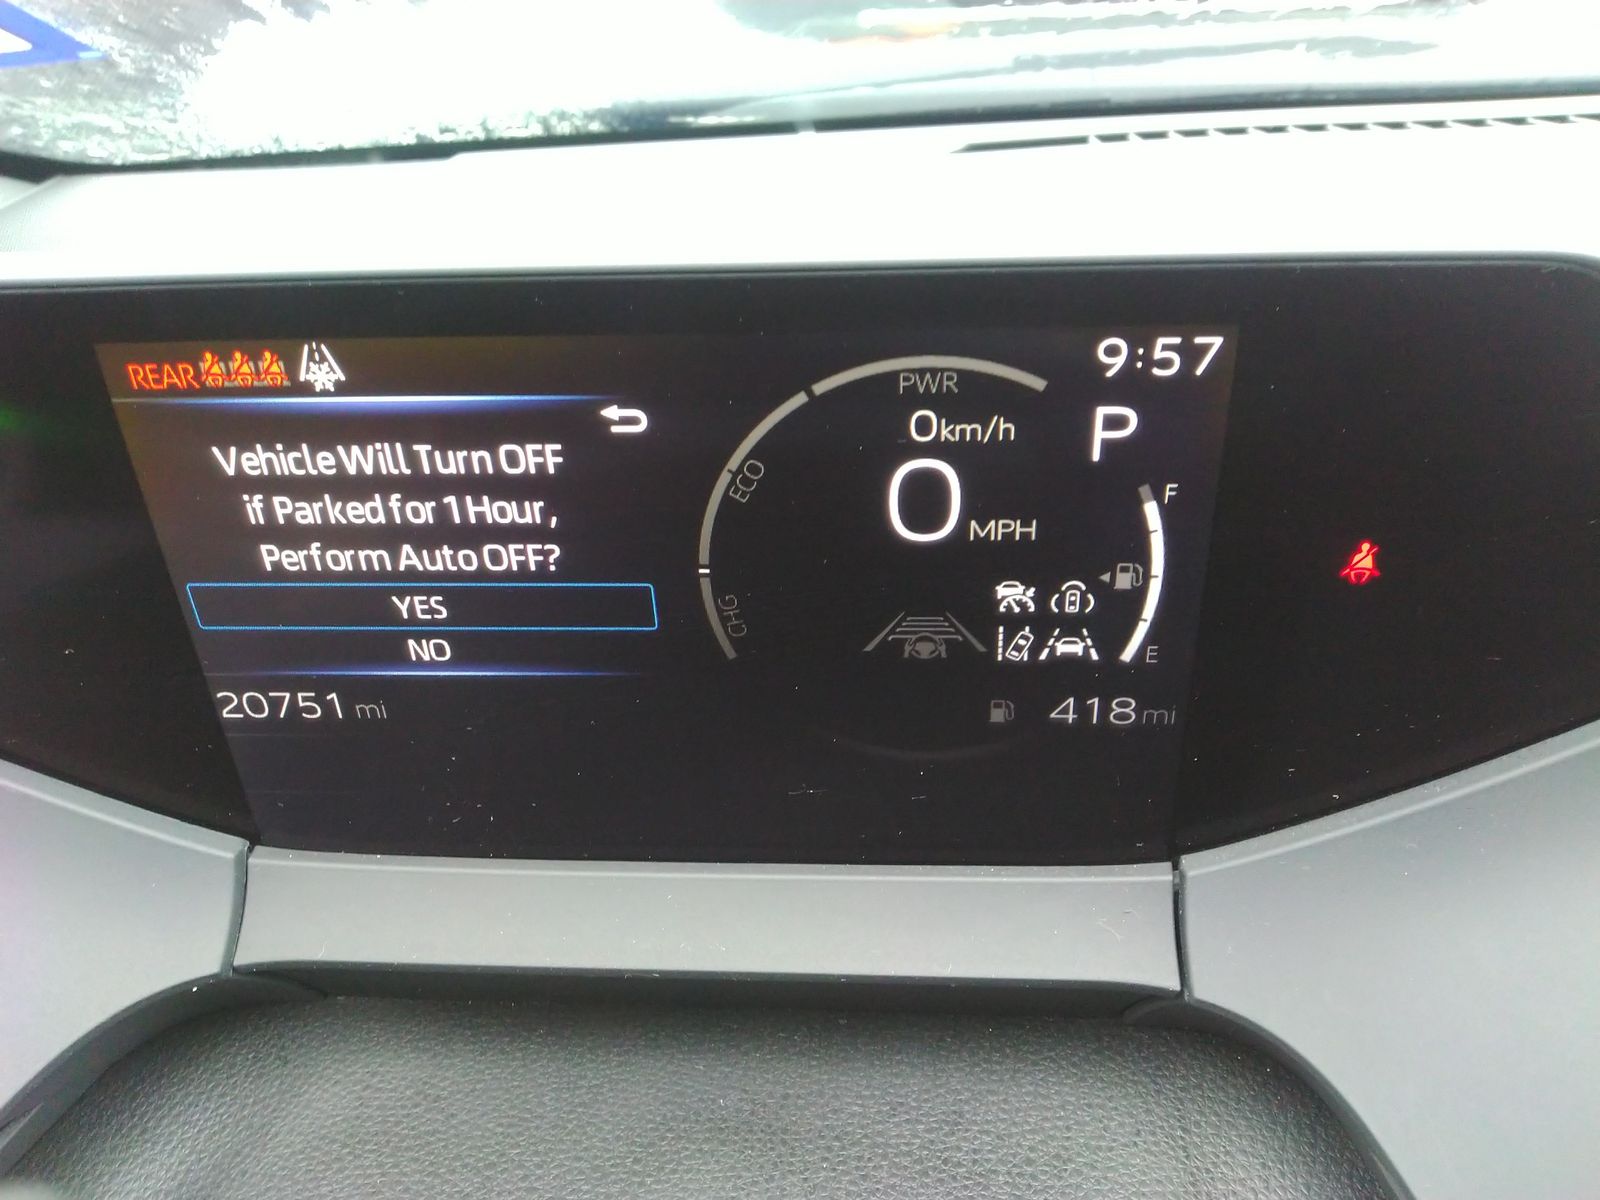 REAR
9:57
PWR
0km/h
P
Vehicle Will Turn OFF
if Parked for 1 Hour,
Perform Auto OFF?
YES
NO
ECO
0 MPH
F
CHG
E
20751 mi
418 mi